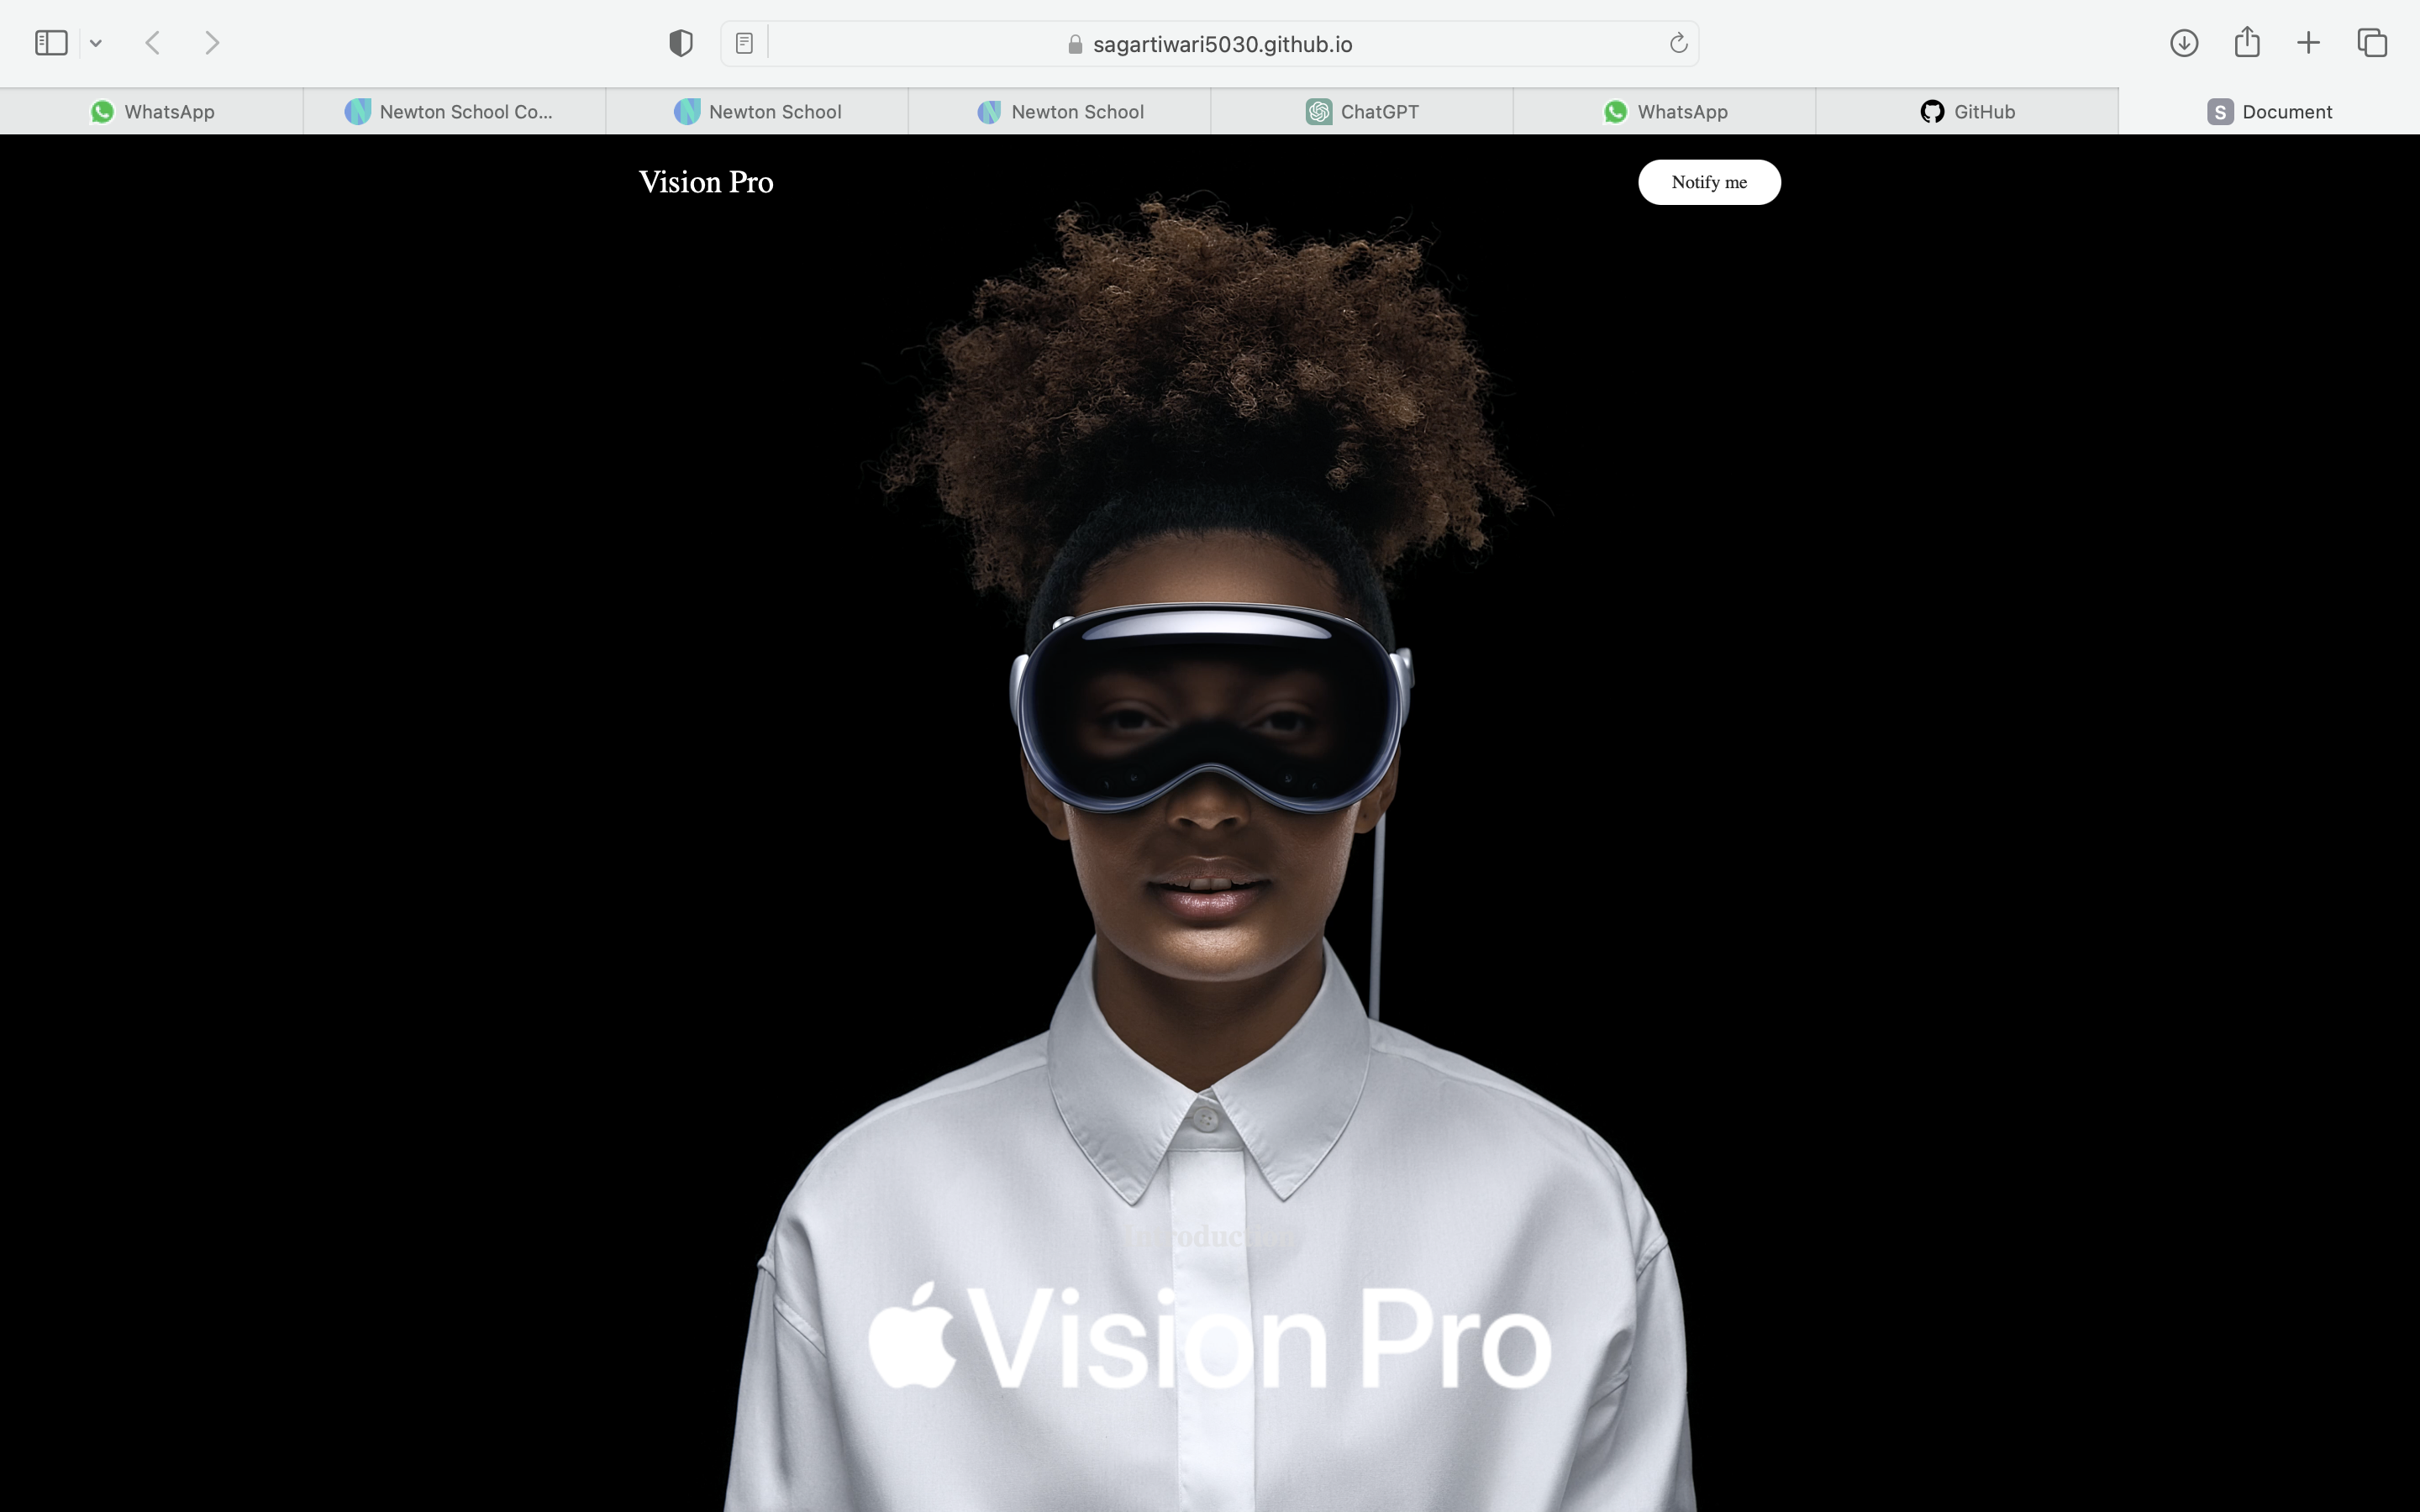 sagartiwari5030.github.io
WhatsApp
Newton School Co...
Newton School
Newton School
ChatGPT
WhatsApp
GitHub
S Document
Vision Pro
Notify me
Vision Pro